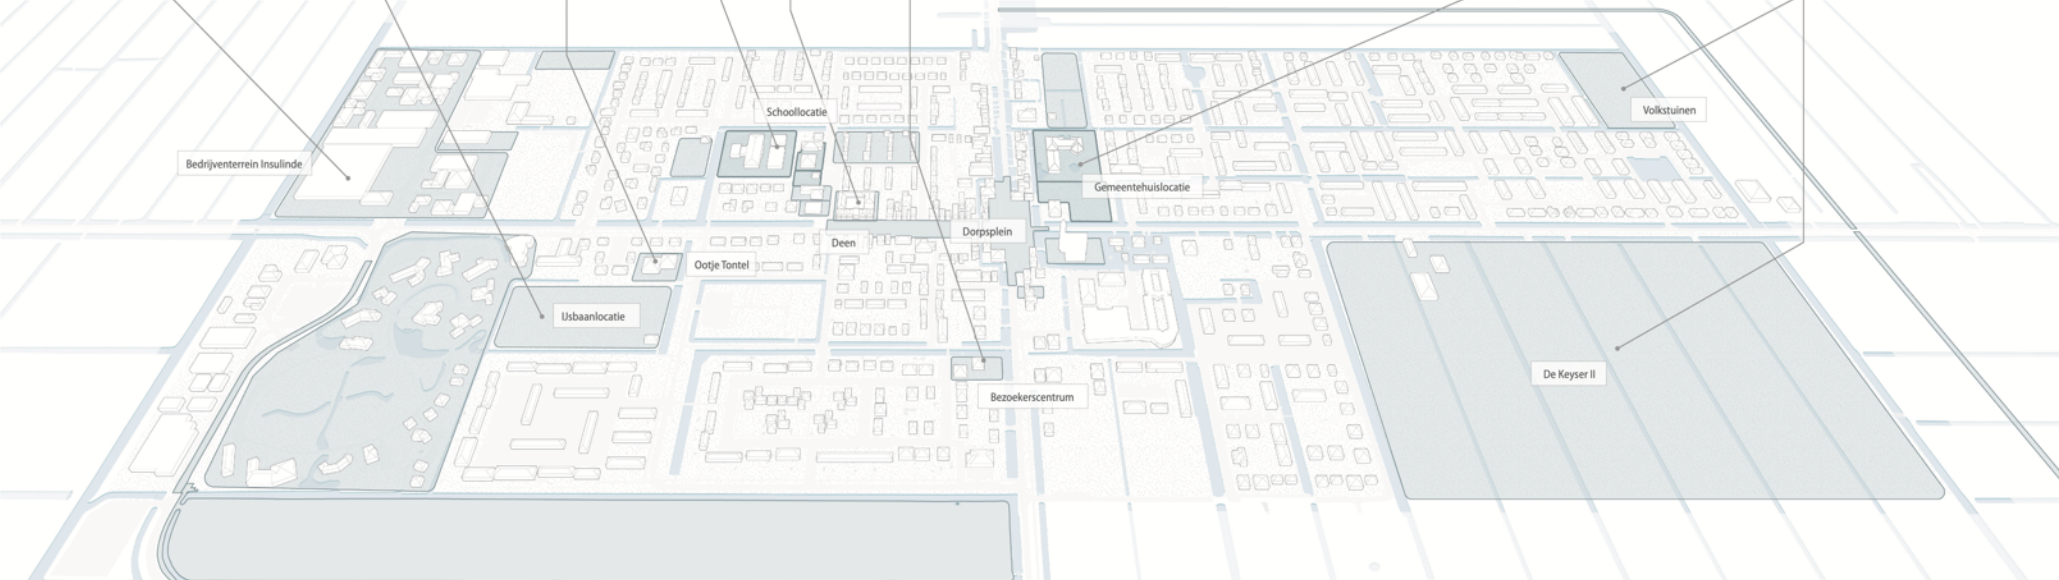 Schoollocatie
Volkstuinen
Bedrijventerrein Insulinde
Gemeentehuislocatie
Deen
Dorpsplein
Ootje Tontel
IJsbaanlocatie
De Keyser II
Bezoekerscentrum